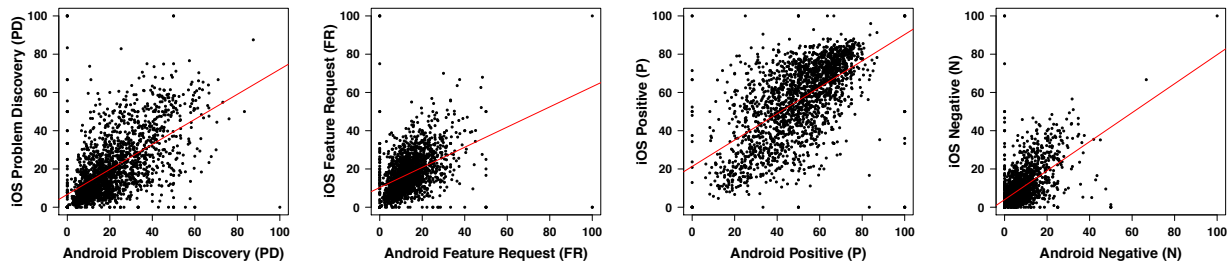 iOS Problem Discovery (PD)
100
80
60
40
20
0
0 20 40 60 80 100
Android Problem Discovery (PD)
iOS Feature Request (FR)
100
80
60
40
20
0
0 20 40 60 80 100
Android Feature Request (FR)
iOS Positive (P)
100
80
60
40
20
0
0 20 40 60 80 100
Android Positive (P)
iOS Negative (N)
100
80
60
40
20
0
0 20 40 60 80 100
Android Negative (N)